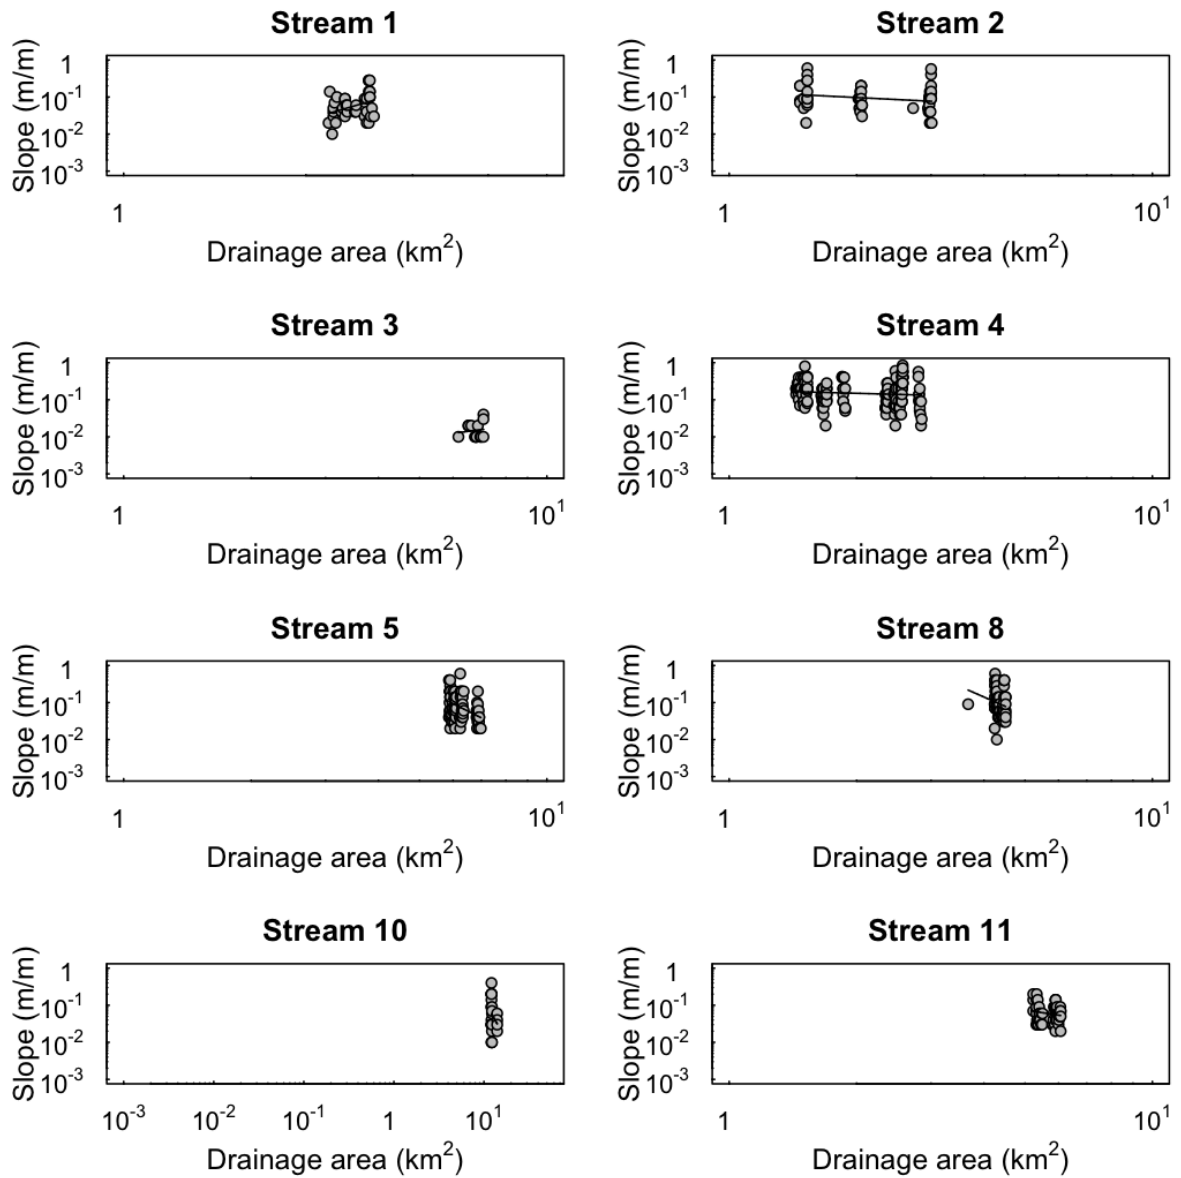 Stream 1
Slope (m/m)
1
10^-1
10^-2
10^-3
1
Drainage area (km^2)
Stream 2
Slope (m/m)
1
10^-1
10^-2
10^-3
1 10^1
Drainage area (km^2)
Stream 3
Slope (m/m)
1
10^-1
10^-2
10^-3
1 10^1
Drainage area (km^2)
Stream 4
Slope (m/m)
1
10^-1
10^-2
10^-3
1 10^1
Drainage area (km^2)
Stream 5
Slope (m/m)
1
10^-1
10^-2
10^-3
1 10^1
Drainage area (km^2)
Stream 8
Slope (m/m)
1
10^-1
10^-2
10^-3
1 10^1
Drainage area (km^2)
Stream 10
Slope (m/m)
1
10^-1
10^-2
10^-3
10^-3 10^-2 10^-1 1 10^1
Drainage area (km^2)
Stream 11
Slope (m/m)
1
10^-1
10^-2
10^-3
1 10^1
Drainage area (km^2)